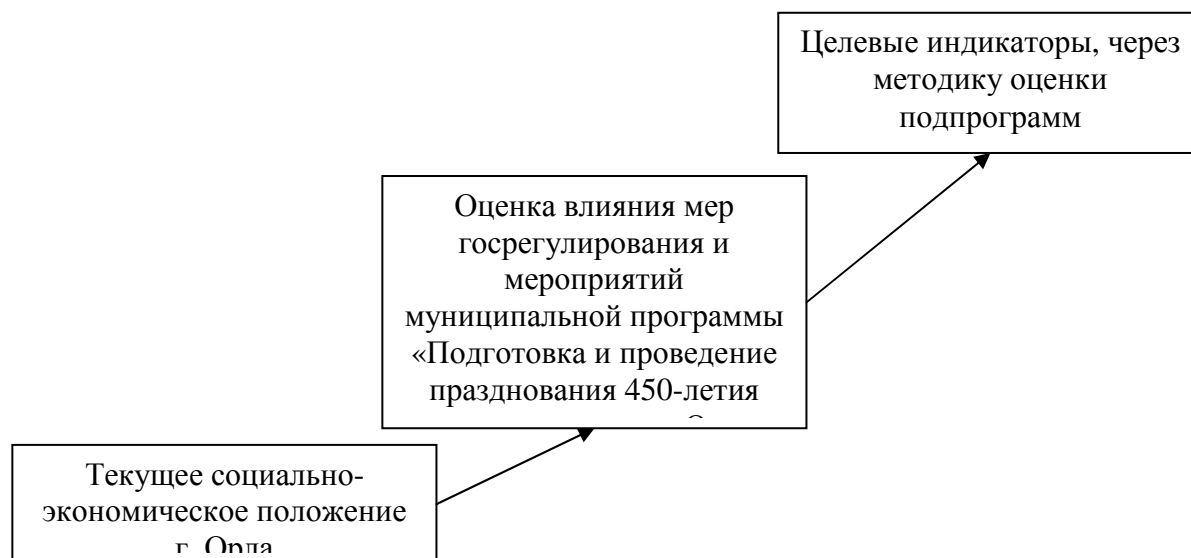 Целевые индикаторы, через
методику оценки
подпрограмм
Оценка влияния мер
госрегулирования и
мероприятий
муниципальной программы
«Подготовка и проведение
празднования 450-летия
Текущее социально-
экономическое положение
г. Орла